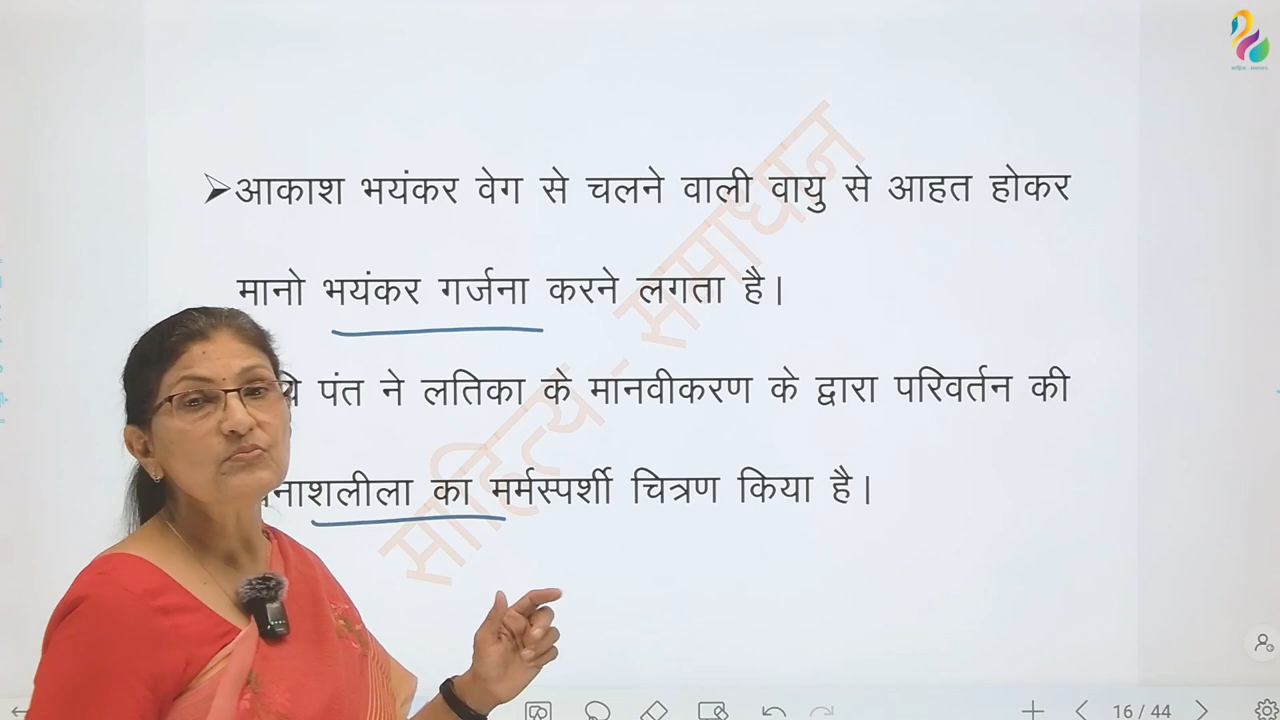 ➤आकाश भयंकर वेग से चलने वाली वायु से आहत होकर
मानो भयंकर गर्जना करने लगता है।
पंत ने लतिका के मानवीकरण के द्वारा परिवर्तन की
का मर्मस्पर्शी चित्रण किया है।
साहित्य - समाधान
16 / 44